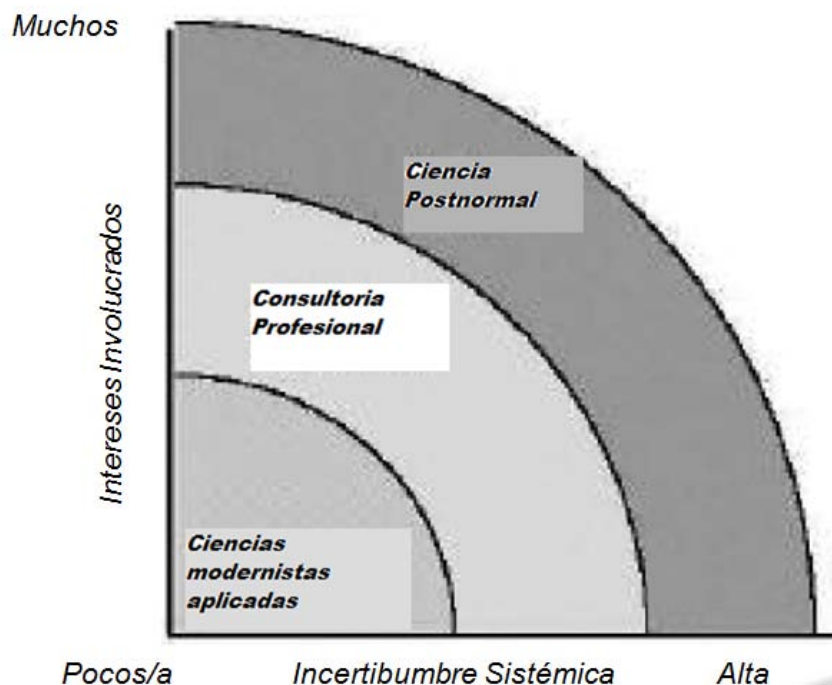 Muchos
Ciencia
Postnormal
Intereses Involucrados
Consultoria
Profesional
Ciencias
modernistas
aplicadas
Pocos/a
Incertibumbre Sistémica
Alta